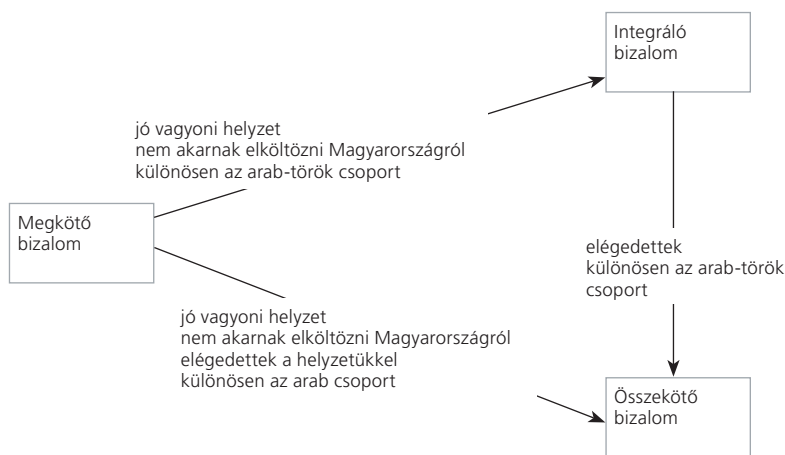 Integráló
bizalom
jó vagyoni helyzet
nem akarnak elköltözni Magyarországról
különösen az arab-török csoport
Megkötő
bizalom
elégedettek
különösen az arab-török
csoport
jó vagyoni helyzet
nem akarnak elköltözni Magyarországról
elégedettek a helyzetükkel
különösen az arab csoport
Összekötő
bizalom